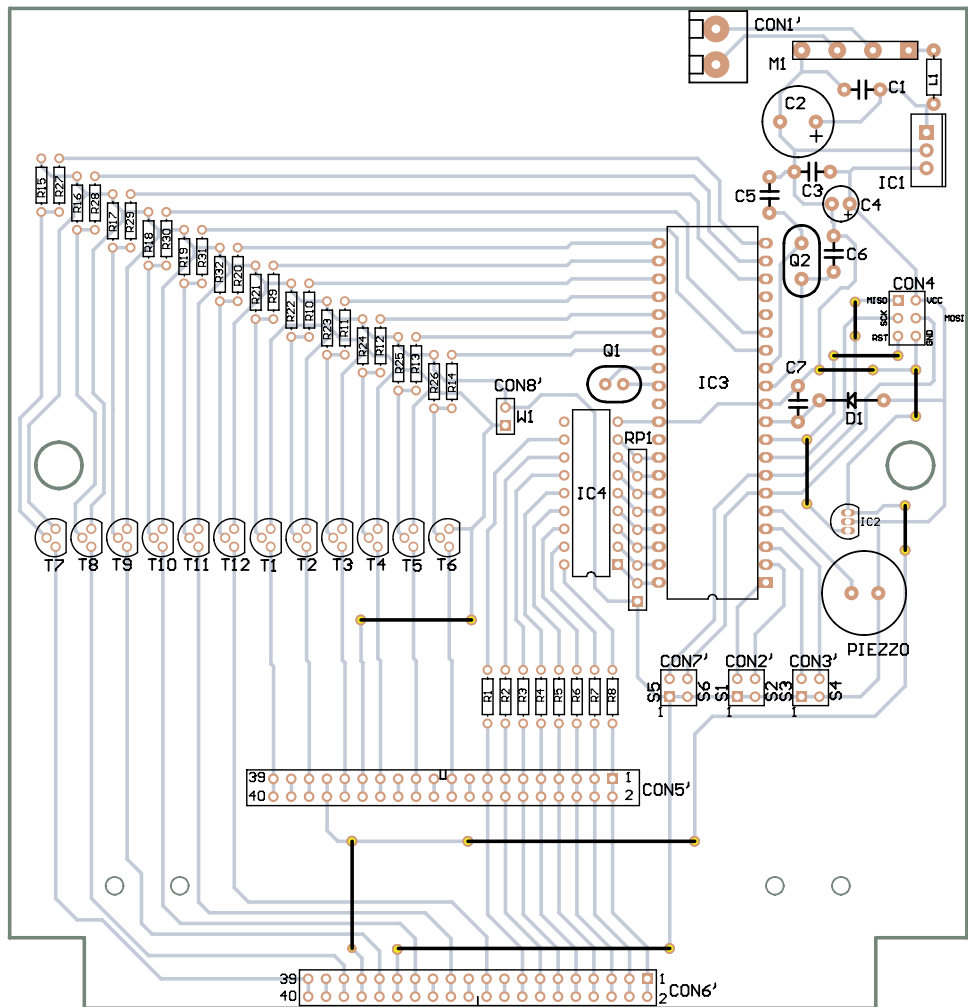 CON1'
M1
L1
C1
C2
+
IC1
C3
C5
C4
+
R15
R27
R16
R28
R17
R29
R18
R30
R19
R31
R32
R20
R21
R9
R22
R10
R23
R11
R24
R12
R25
R13
R26
R14
Q2
C6
CON4
MISO
VCC
SCK
MOSI
RST
GND
Q1
CON8'
W1
IC3
C7
D1
RP1
IC4
IC2
T7
T8
T9
T10
T11
T12
T1
T2
T3
T4
T5
T6
PIEZZO
CON7'
CON2'
CON3'
S5
S6
S1
S2
S3
S4
1
1
1
R1
R2
R3
R4
R5
R6
R7
R8
39
1
40
2
CON5'
39
1
40
2
CON6'